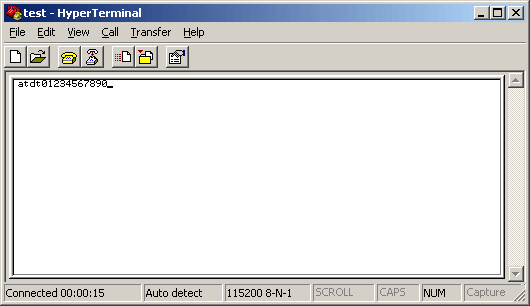 test - HyperTerminal
File Edit View Call Transfer Help
atdt01234567890_
Connected 00:00:15 Auto detect 115200 8-N-1 SCROLL CAPS NUM Capture